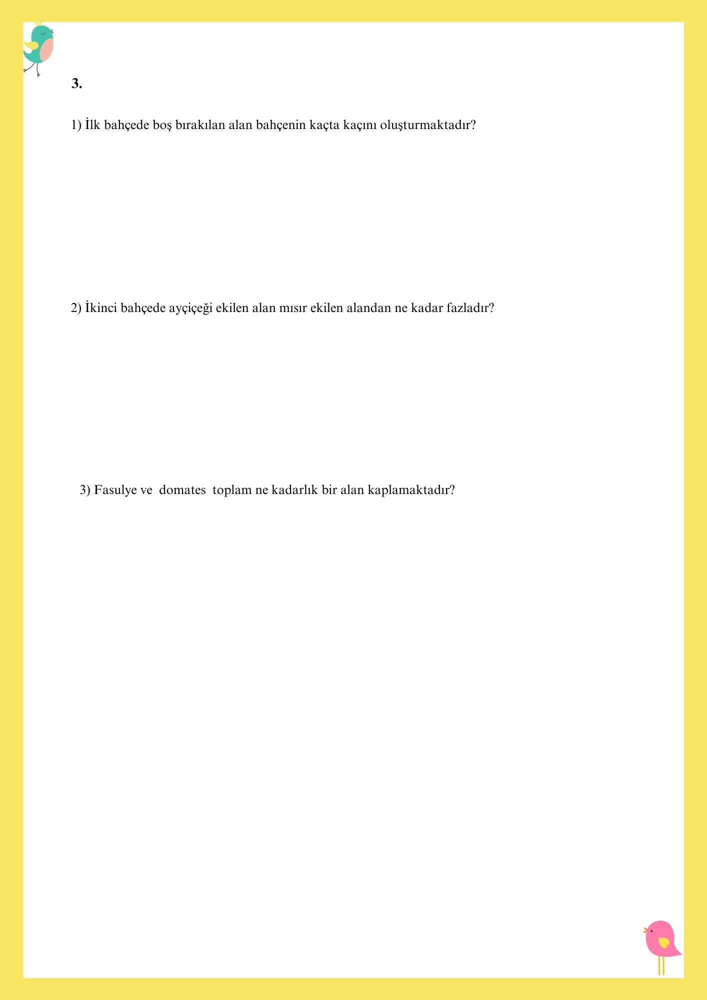 3.
1) İlk bahçede boş bırakılan alan bahçenin kaçta kaçını oluşturmaktadır?
2) İkinci bahçede ayçiçeği ekilen alan mısır ekilen alandan ne kadar fazladır?
3) Fasulye ve  domates  toplam ne kadarlık bir alan kaplamaktadır?